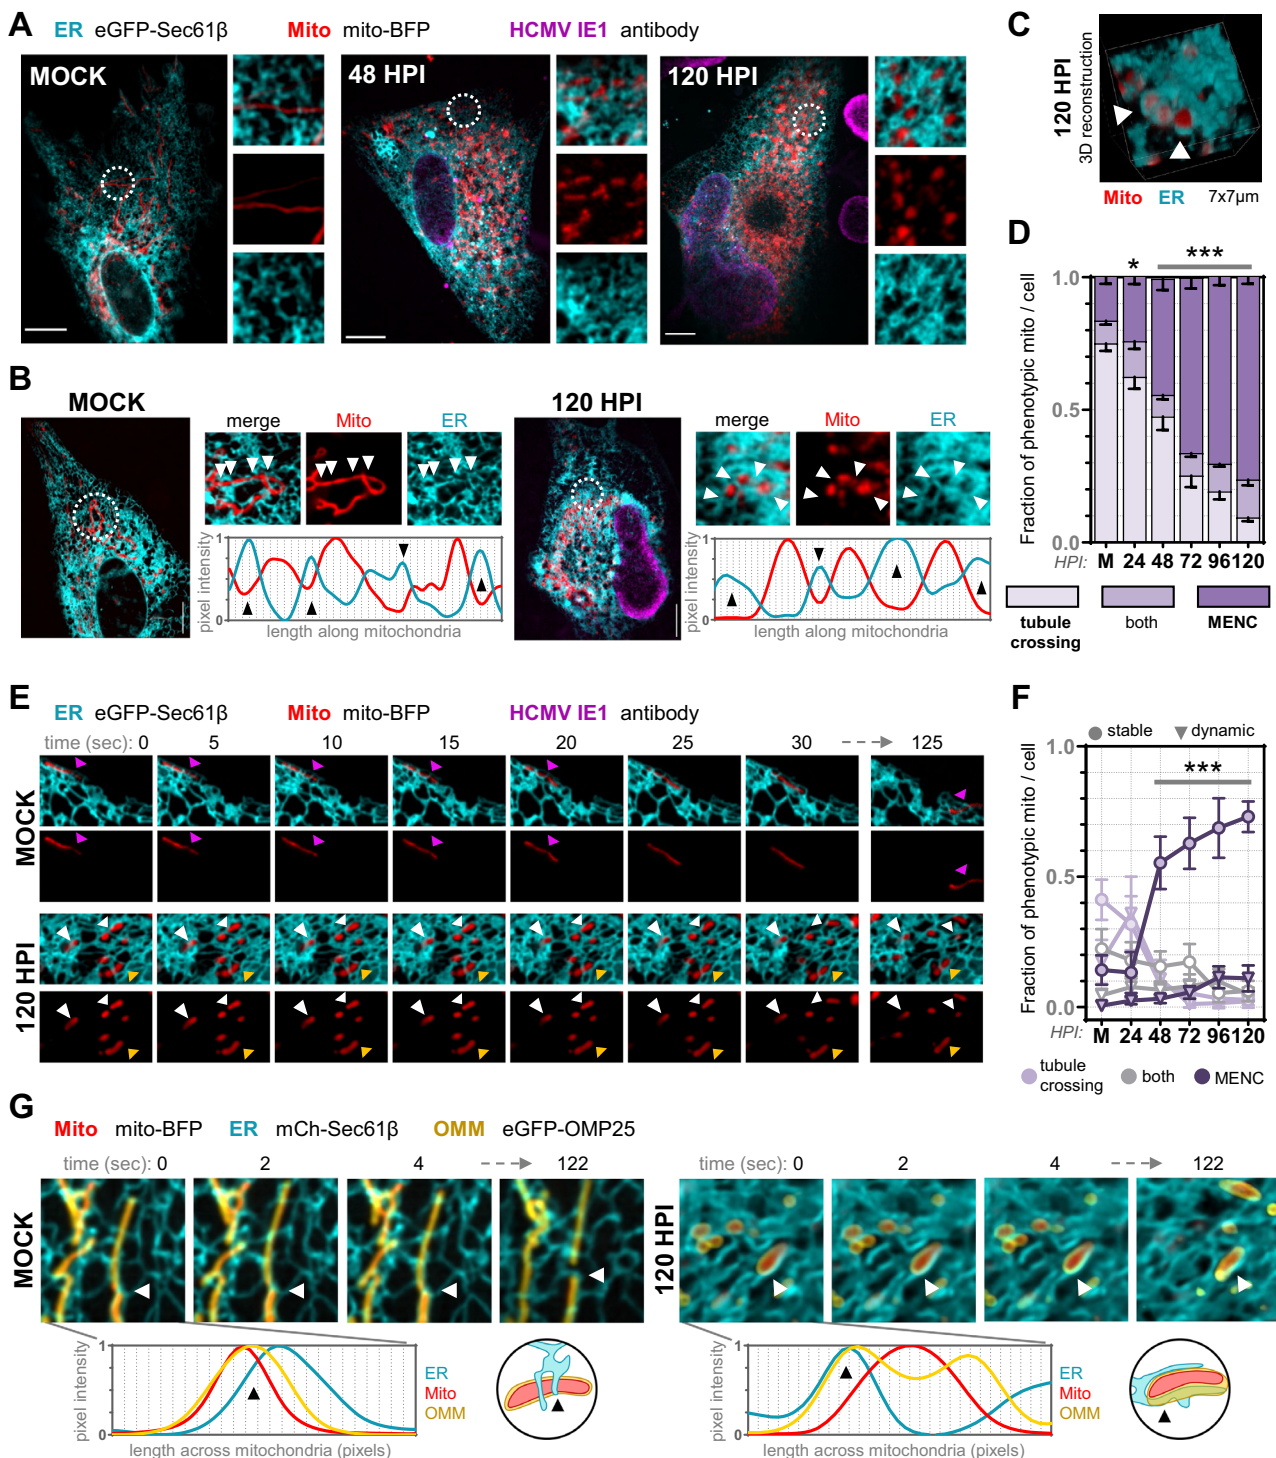 A
ER eGFP-Sec61β Mito mito-BFP HCMV IE1 antibody
MOCK
48 HPI
120 HPI
B
MOCK
merge Mito ER
pixel intensity
1
0
length along mitochondria
120 HPI
merge Mito ER
pixel intensity
1
0
length along mitochondria
C
120 HPI
3D reconstruction
Mito ER 7x7µm
D
* ***
Fraction of phenotypic mito / cell
1.0
0.5
0.0
HPI: M 24 48 72 96 120
tubule crossing
both
MENC
E
ER eGFP-Sec61β Mito mito-BFP HCMV IE1 antibody
time (sec): 0 5 10 15 20 25 30 125
MOCK
120 HPI
F
stable dynamic
***
Fraction of phenotypic mito / cell
1.0
0.5
0.0
HPI: M 24 48 72 96 120
tubule crossing
both
MENC
G
Mito mito-BFP ER mCh-Sec61β OMM eGFP-OMP25
time (sec): 0 2 4 122
MOCK
pixel intensity
1
0
ER
Mito
OMM
length across mitochondria (pixels)
time (sec): 0 2 4 122
120 HPI
pixel intensity
1
0
ER
Mito
OMM
length across mitochondria (pixels)